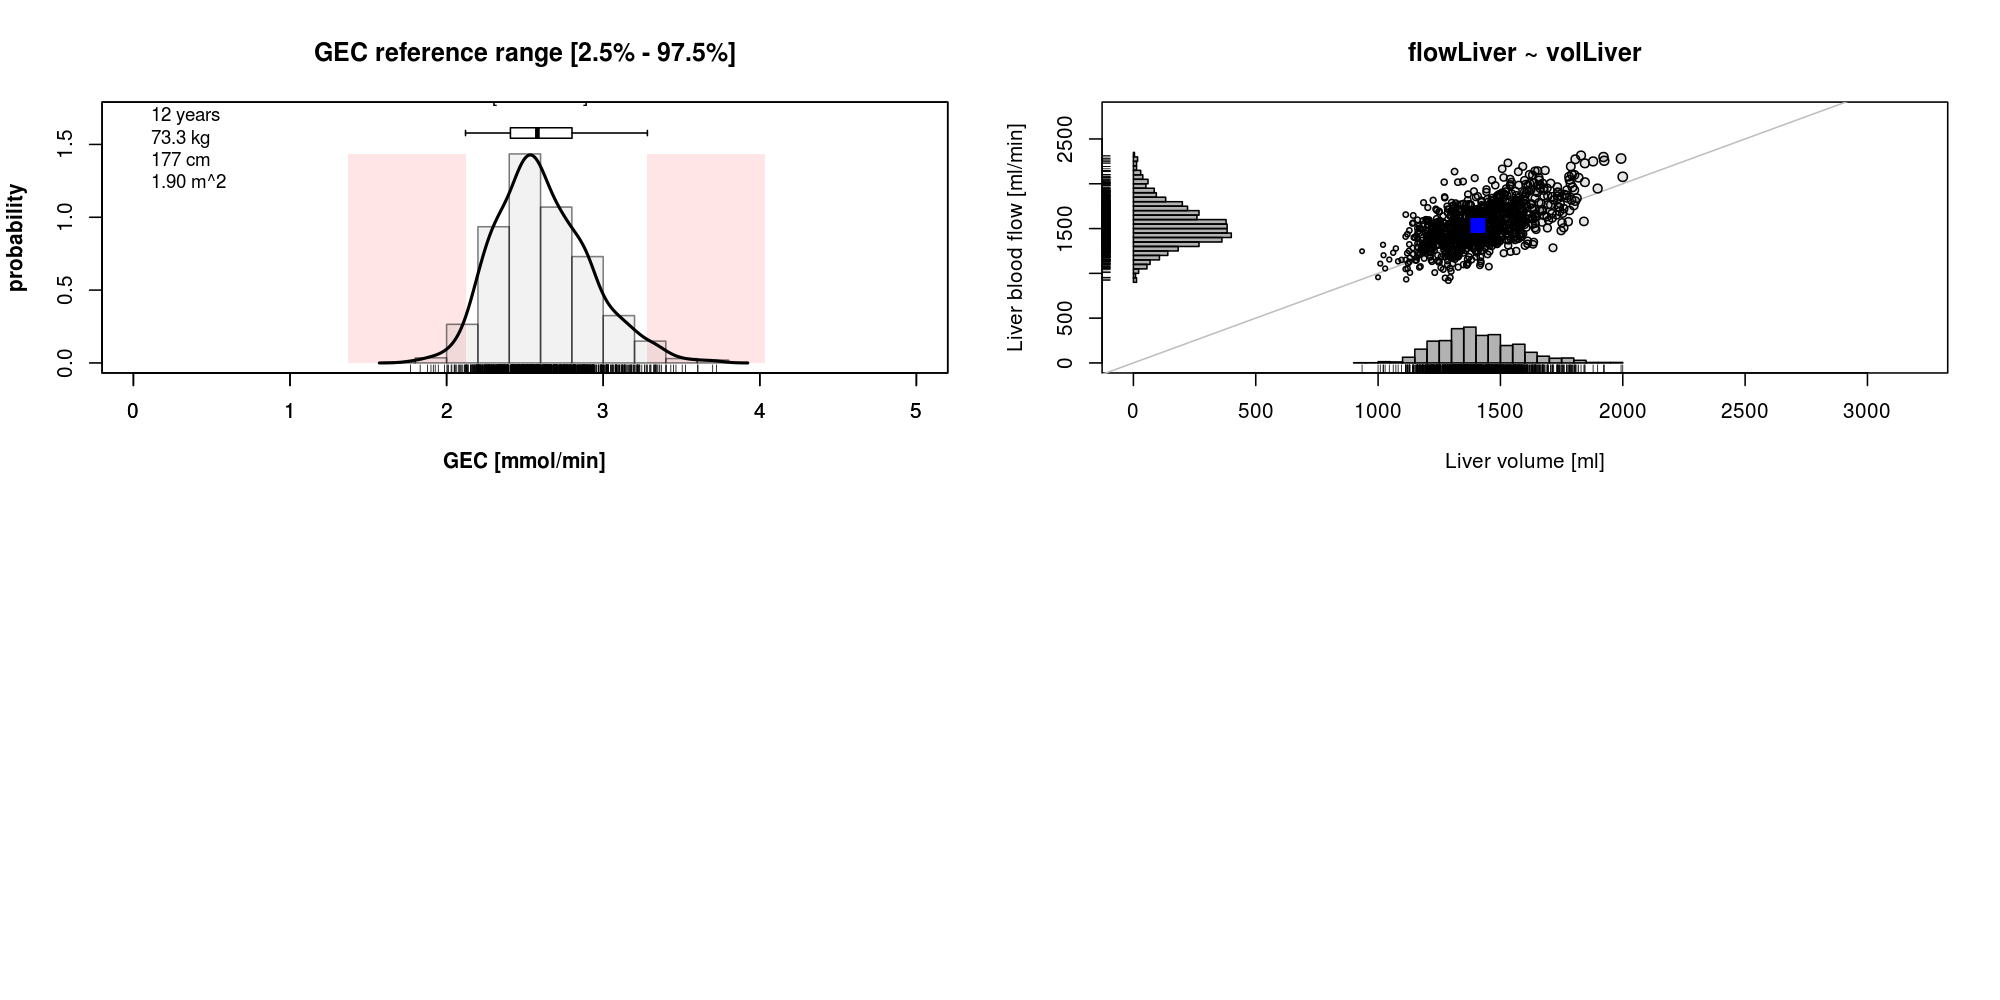 GEC reference range [2.5% - 97.5%]
12 years
73.3 kg
177 cm
1.90 m^2
probability
0.0 0.5 1.0 1.5
0 1 2 3 4 5
GEC [mmol/min]
flowLiver ~ volLiver
Liver blood flow [ml/min]
0 500 1500 2500
0 500 1000 1500 2000 2500 3000
Liver volume [ml]